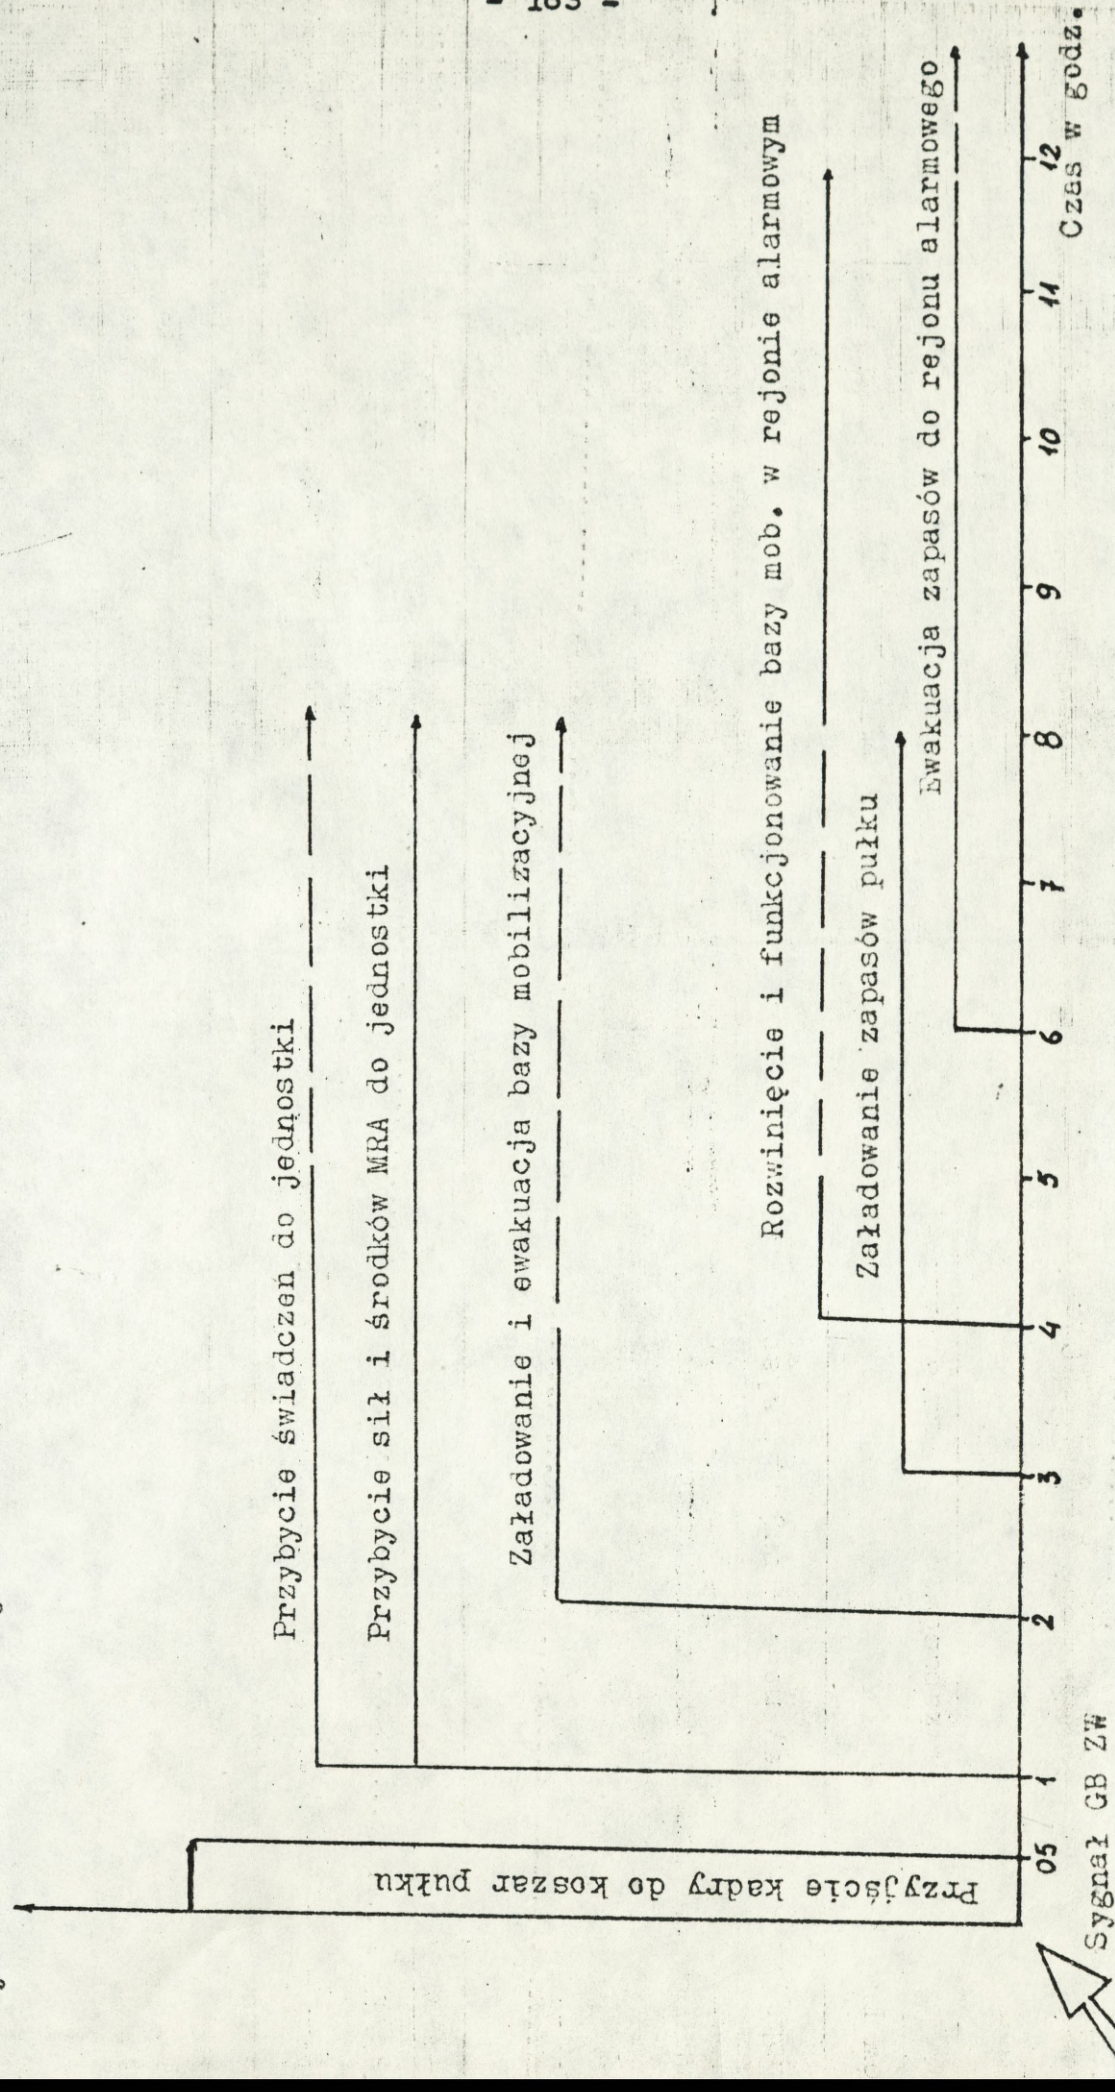 - 163 -
Przybycie świadczeń do jednostki
Przybycie sił i środków MRA do jednostki
Załadowanie i ewakuacja bazy mobilizacyjnej
Rozwinięcie i funkcjonowanie bazy mob. w rejonie alarmowym
Załadowanie zapasów pułku
Ewakuacja zapasów do rejonu alarmowego
Przyjście kadry do koszar pułku
05 1 2 3 4 5 6 7 8 9 10 11 12
Czas w godz.
Sygnał GB ZW